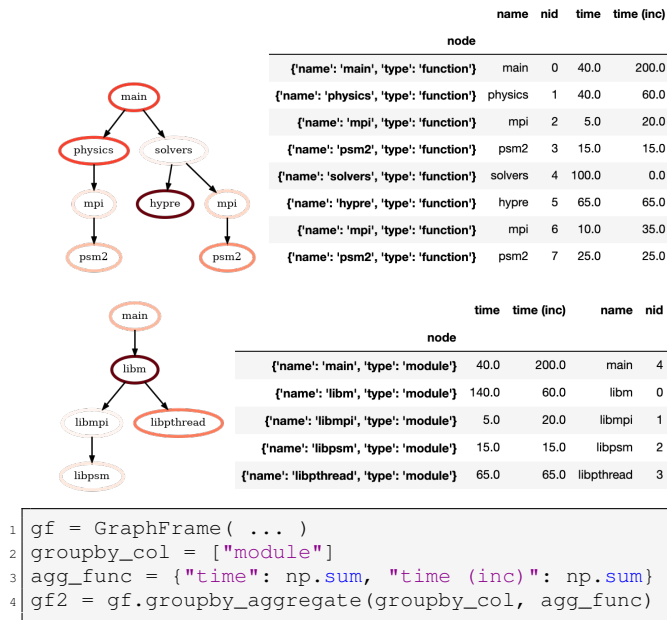 name nid time time (inc)
node
{'name': 'main', 'type': 'function'} main 0 40.0 200.0
{'name': 'physics', 'type': 'function'} physics 1 40.0 60.0
{'name': 'mpi', 'type': 'function'} mpi 2 5.0 20.0
{'name': 'psm2', 'type': 'function'} psm2 3 15.0 15.0
{'name': 'solvers', 'type': 'function'} solvers 4 100.0 0.0
{'name': 'hypre', 'type': 'function'} hypre 5 65.0 65.0
{'name': 'mpi', 'type': 'function'} mpi 6 10.0 35.0
{'name': 'psm2', 'type': 'function'} psm2 7 25.0 25.0
main
physics solvers
mpi hypre mpi
psm2 psm2
time time (inc) name nid
node
{'name': 'main', 'type': 'module'} 40.0 200.0 main 4
{'name': 'libm', 'type': 'module'} 140.0 60.0 libm 0
{'name': 'libmpi', 'type': 'module'} 5.0 20.0 libmpi 1
{'name': 'libpsm', 'type': 'module'} 15.0 15.0 libpsm 2
{'name': 'libpthread', 'type': 'module'} 65.0 65.0 libpthread 3
main
libm
libmpi libpthread
libpsm
1 gf = GraphFrame( ... )
2 groupby_col = ["module"]
3 agg_func = {"time": np.sum, "time (inc)": np.sum}
4 gf2 = gf.groupby_aggregate(groupby_col, agg_func)